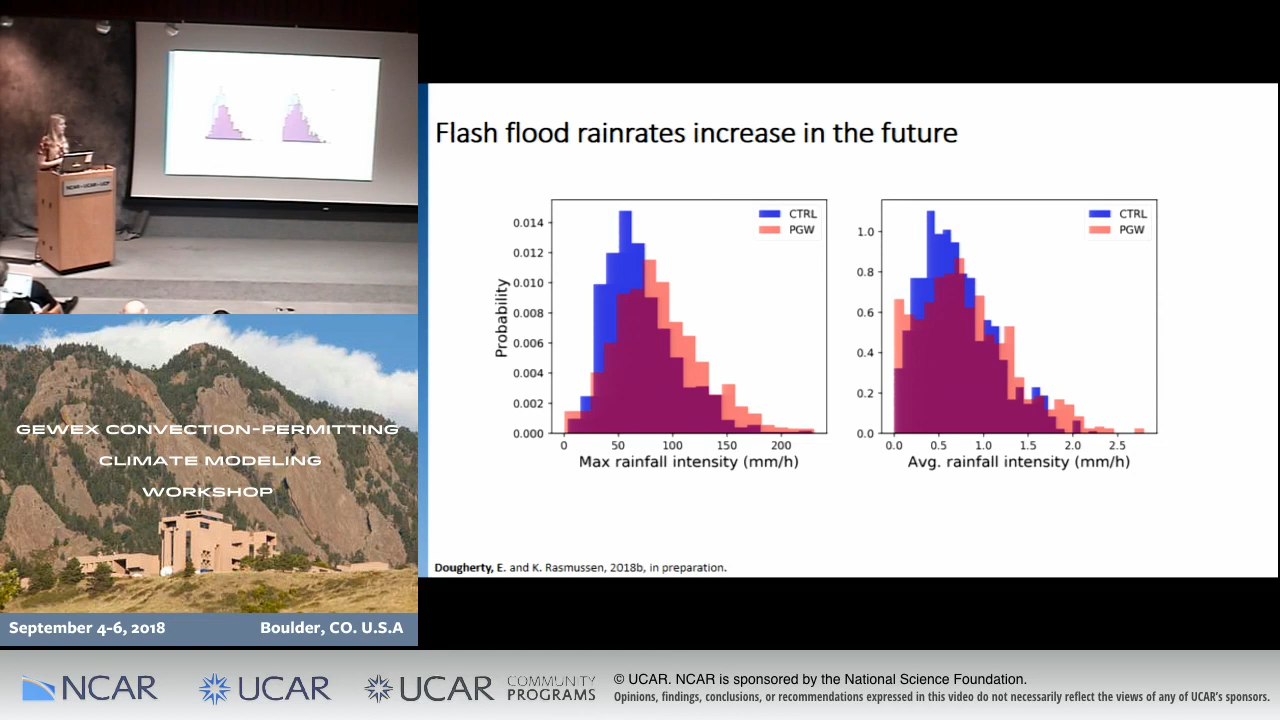 NCAR-UCAR-UCP
GEWEX CONVECTION-PERMITTING
CLIMATE MODELING
WORKSHOP
September 4-6, 2018
Boulder, CO. U.S.A
Flash flood rainrates increase in the future
CTRL
PGW
0.014
0.012
0.010
0.008
0.006
0.004
0.002
0.000
Probability
0 50 100 150 200
Max rainfall intensity (mm/h)
CTRL
PGW
1.0
0.8
0.6
0.4
0.2
0.0
0.0 0.5 1.0 1.5 2.0 2.5
Avg. rainfall intensity (mm/h)
Dougherty, E. and K. Rasmussen, 2018b, in preparation.
NCAR
UCAR
UCAR COMMUNITY
PROGRAMS
© UCAR. NCAR is sponsored by the National Science Foundation.
Opinions, findings, conclusions, or recommendations expressed in this video do not necessarily reflect the views of any of UCAR's sponsors.